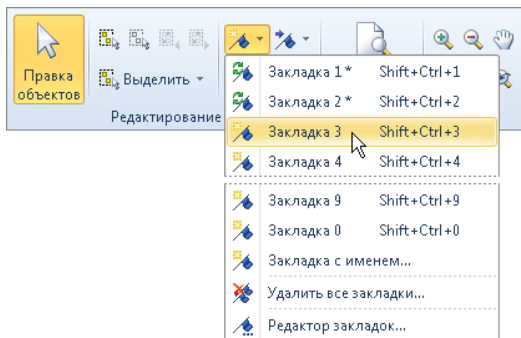 Правка
объектов
Выделить
Редактирование
Закладка 1 * Shift+Ctrl+1
Закладка 2 * Shift+Ctrl+2
Закладка 3 Shift+Ctrl+3
Закладка 4 Shift+Ctrl+4
Закладка 9 Shift+Ctrl+9
Закладка 0 Shift+Ctrl+0
Закладка с именем...
Удалить все закладки...
Редактор закладок...